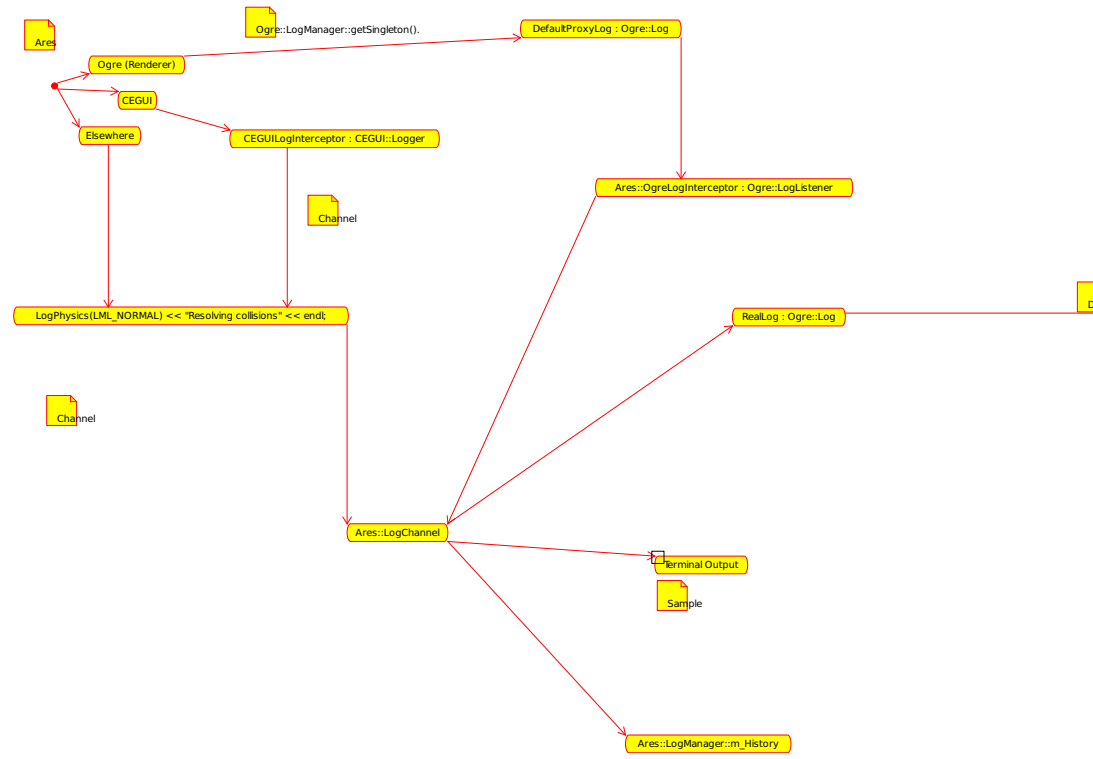 Ogre::LogManager::getSingleton().
DefaultProxyLog : Ogre::Log
Ares
Ogre (Renderer)
CEGUI
Elsewhere
CEGUILogInterceptor : CEGUI::Logger
Ares::OgreLogInterceptor : Ogre::LogListener
Channel
D
LogPhysics(LML_NORMAL) << "Resolving collisions" << endl;
RealLog : Ogre::Log
Channel
Ares::LogChannel
Terminal Output
Sample
Ares::LogManager::m_History